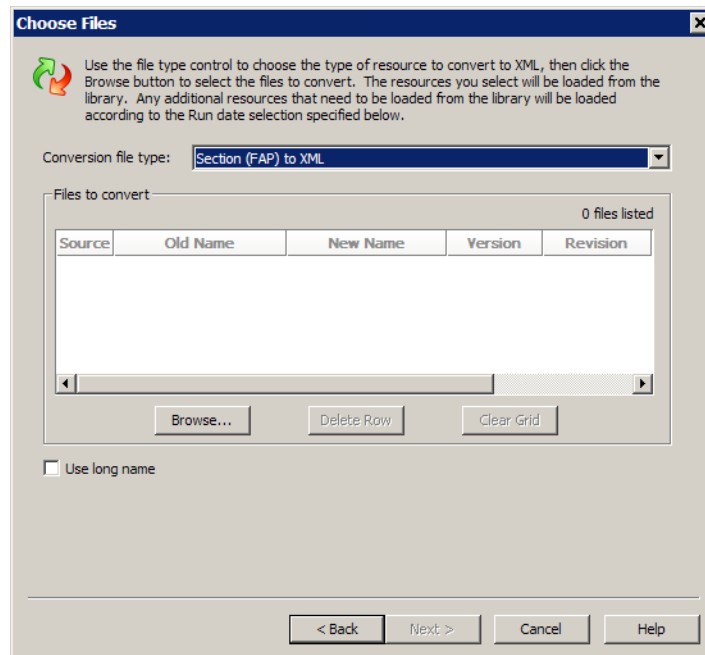 Choose Files
Use the file type control to choose the type of resource to convert to XML, then click the
Browse button to select the files to convert. The resources you select will be loaded from the
library. Any additional resources that need to be loaded from the library will be loaded
according to the Run date selection specified below.
Conversion file type: Section (FAP) to XML
Files to convert
0 files listed
Source Old Name New Name Version Revision
Browse... Delete Row Clear Grid
Use long name
< Back Next > Cancel Help